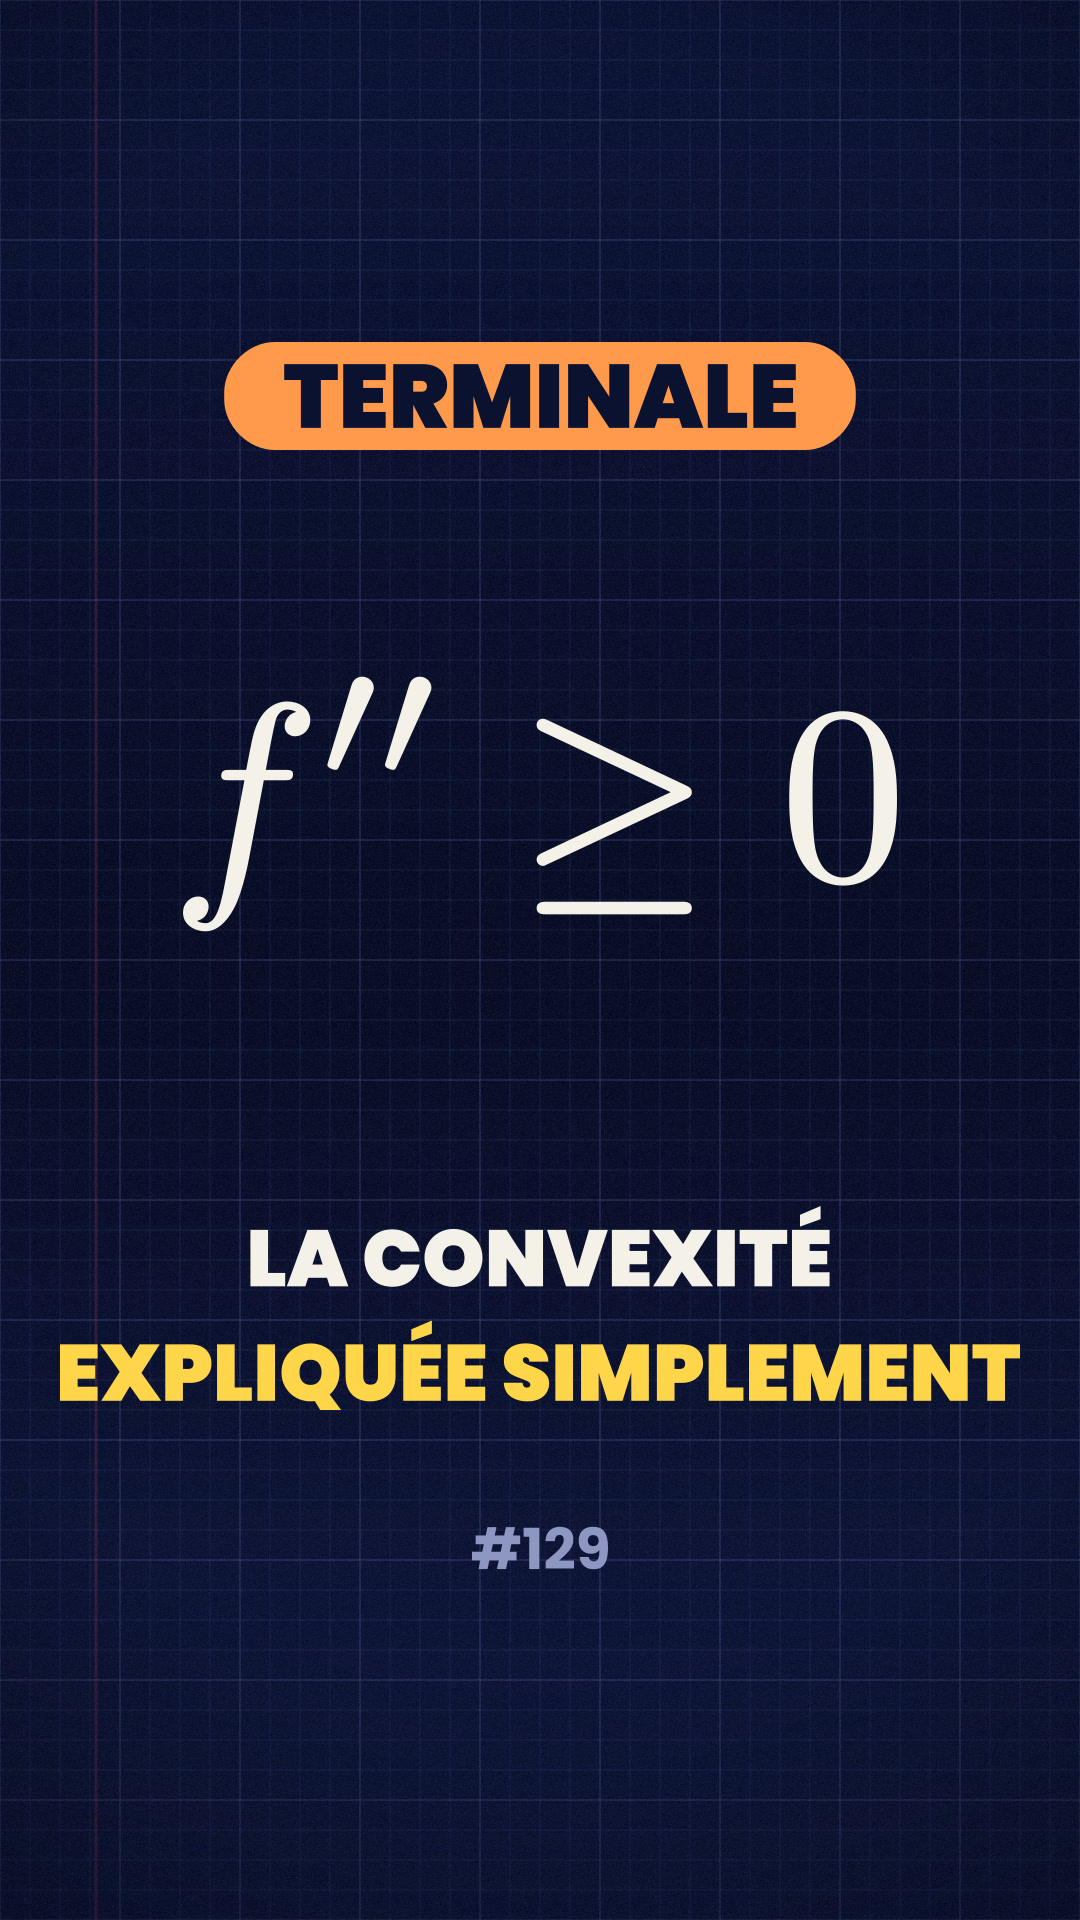 TERMINALE
f″ ≥ 0
LA CONVEXITÉ
EXPLIQUÉE SIMPLEMENT
#129